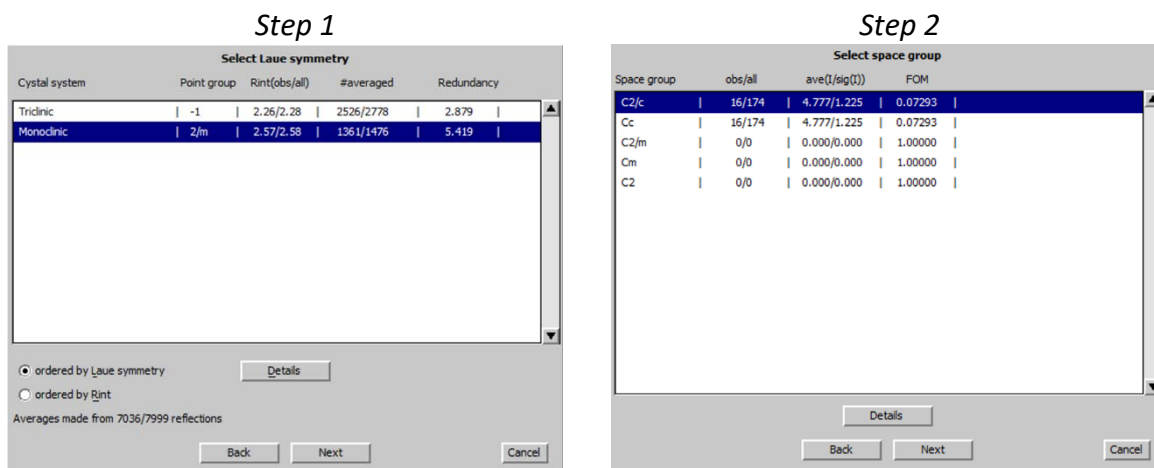 Step 1
Select Laue symmetry
Cystal system Point group Rint(obs/all) #averaged Redundancy
Triclinic | -1 | 2.26/2.28 | 2526/2778 | 2.879 |
Monoclinic | 2/m | 2.57/2.58 | 1361/1476 | 5.419 |
ordered by Laue symmetry
Details
ordered by Rint
Averages made from 7036/7999 reflections
Back Next Cancel
Step 2
Select space group
Space group obs/all ave(I/sig(I)) FOM
C2/c | 16/174 | 4.777/1.225 | 0.07293 |
Cc | 16/174 | 4.777/1.225 | 0.07293 |
C2/m | 0/0 | 0.000/0.000 | 1.00000 |
Cm | 0/0 | 0.000/0.000 | 1.00000 |
C2 | 0/0 | 0.000/0.000 | 1.00000 |
Details
Back Next Cancel